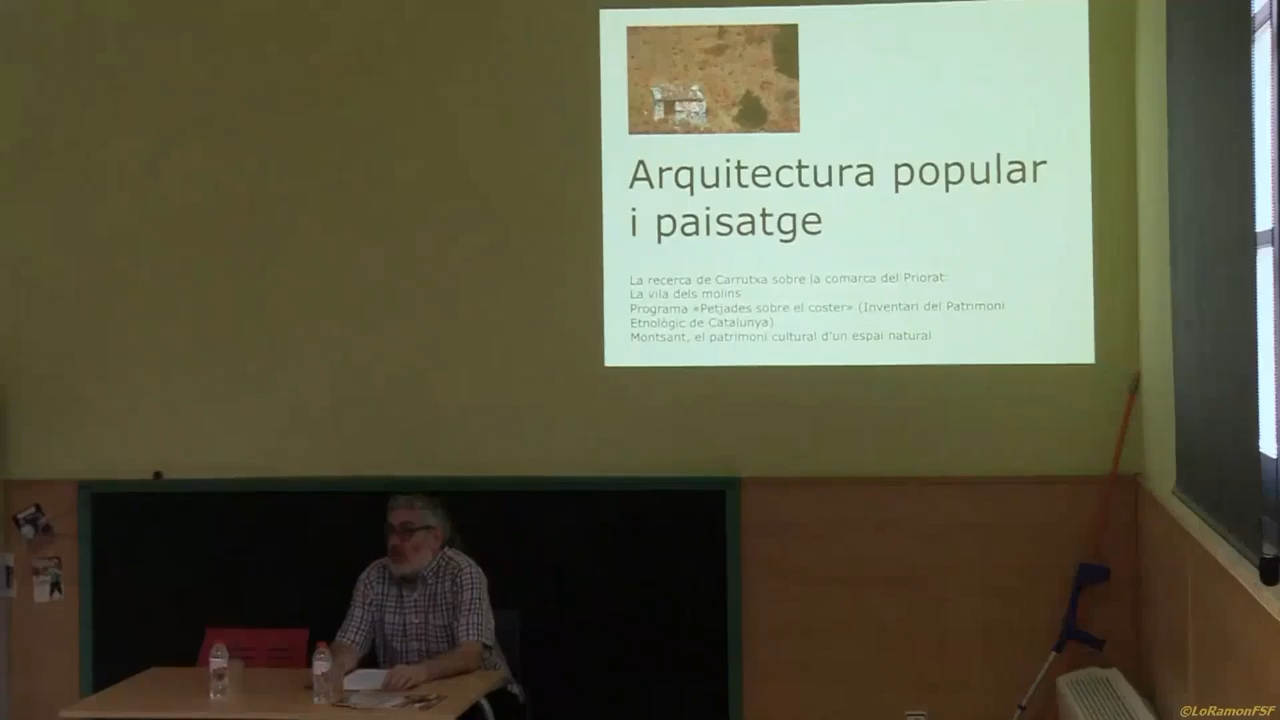 Arquitectura popular
i paisatge
La recerca de Carrutxa sobre la comarca del Priorat:
La vila dels molins
Programa «Petjades sobre el coster» (Inventari del Patrimoni
Etnològic de Catalunya)
Montsant, el patrimoni cultural d'un espai natural
©LoRamonFSF